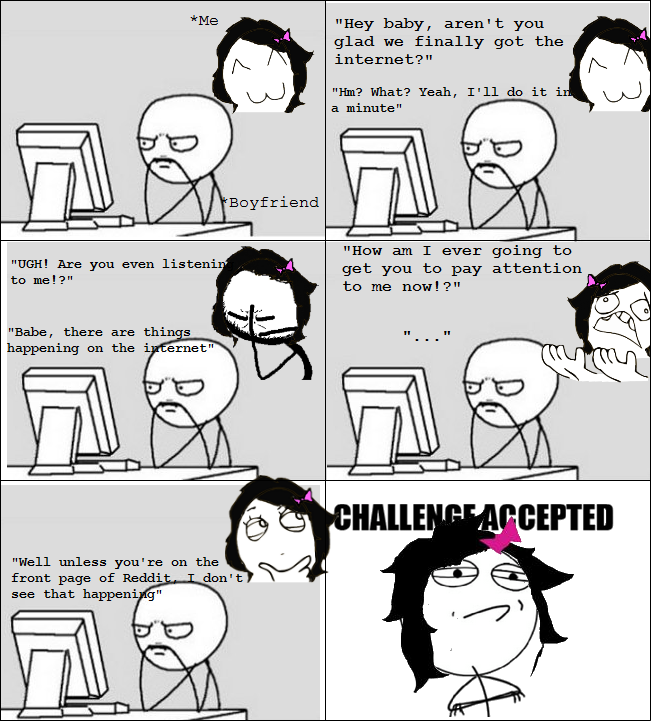 *Me
*Boyfriend
"Hey baby, aren't you
glad we finally got the
internet?"
"Hm? What? Yeah, I'll do it in
a minute"
"UGH! Are you even listenin
to me!?"
"Babe, there are things
happening on the internet"
"How am I ever going to
get you to pay attention
to me now!?"
"..."
"Well unless you're on the
front page of Reddit, I don't
see that happening"
CHALLENGE ACCEPTED